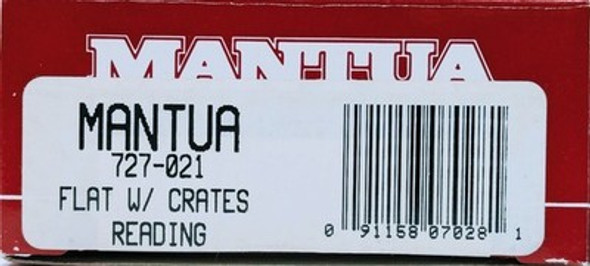 MANTUA
MANTUA
727-021
FLAT W/ CRATES
READING
0 91158 07028 1